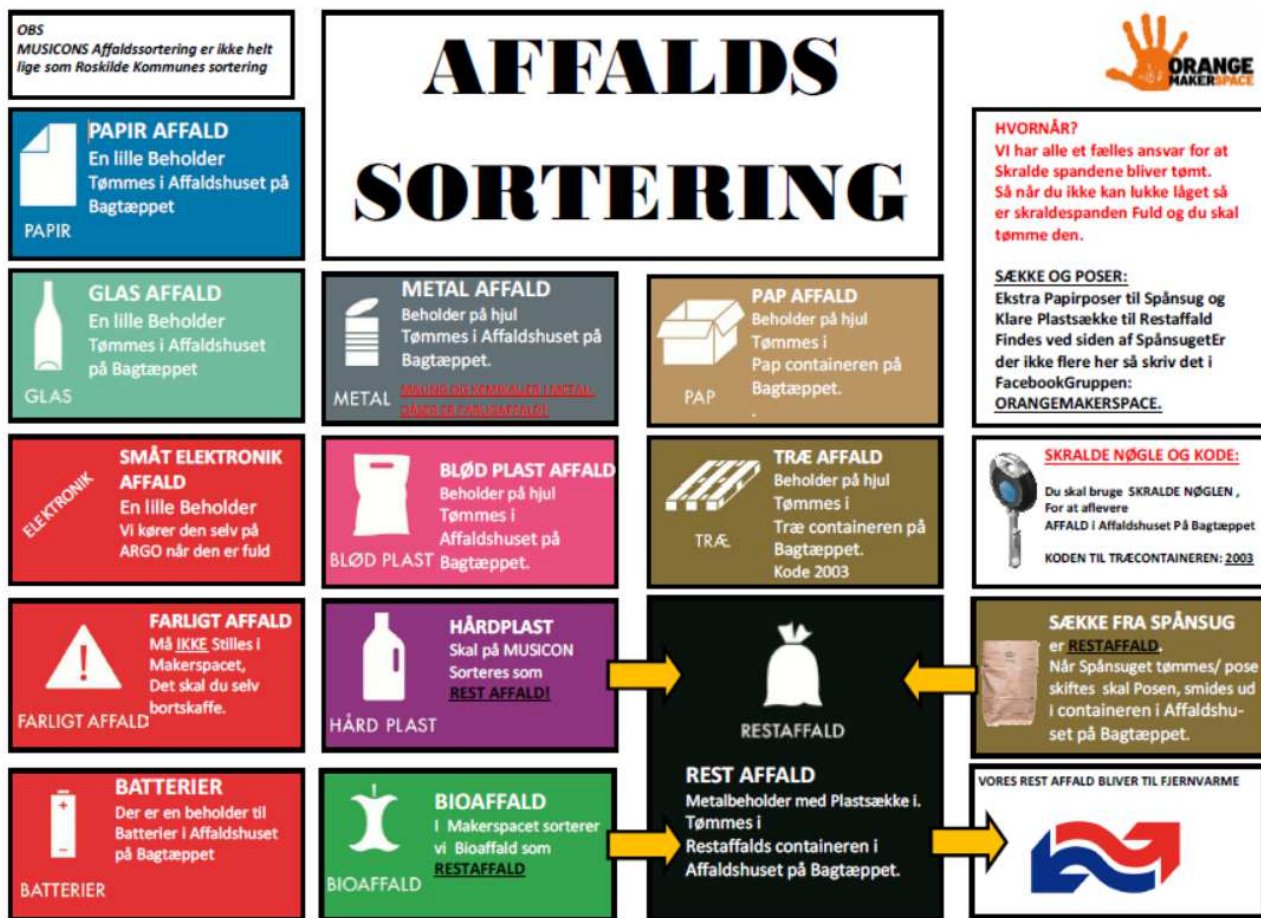 OBS
MUSICONS Affaldssortering er ikke helt
lige som Roskilde Kommunes sortering
AFFALDS
SORTERING
ORANGE
MAKERSPACE
PAPIR AFFALD
En lille Beholder
Tømmes i Affaldshuset på
Bagtæppet
PAPIR
HVORNÅR?
VI har alle et fælles ansvar for at
Skralde spandene bliver tømt.
Så når du ikke kan lukke låget så
er skraldespanden Fuld og du skal
tømme den.
SÆKKE OG POSER:
Ekstra Papirposer til Spånsug og
Klare Plastsække til Restaffald
Findes ved siden af SpånsugetEr
der ikke flere her så skriv det i
FacebookGruppen:
ORANGEMAKERSPACE.
GLAS AFFALD
En lille Beholder
Tømmes i Affaldshuset
på Bagtæppet
GLAS
METAL AFFALD
Beholder på hjul
Tømmes i Affaldshuset på
Bagtæppet.
MALING OG KEMIKALIER I METAL-
DÅSER ER FARLIGAFFALD!
METAL
PAP AFFALD
Beholder på hjul
Tømmes i
Pap containeren på
Bagtæppet.
.
PAP
SMÅT ELEKTRONIK
AFFALD
En lille Beholder
Vi kører den selv på
ARGO når den er fuld
ELEKTRONIK
BLØD PLAST AFFALD
Beholder på hjul
Tømmes i
Affaldshuset på
Bagtæppet.
BLØD PLAST
TRÆ AFFALD
Beholder på hjul
Tømmes i
Træ containeren på
Bagtæppet.
Kode 2003
TRÆ
SKRALDE NØGLE OG KODE:
Du skal bruge SKRALDE NØGLEN ,
For at aflevere
AFFALD i Affaldshuset På Bagtæppet
KODEN TIL TRÆCONTAINEREN: 2003
FARLIGT AFFALD
Må IKKE Stilles i
Makerspacet,
Det skal du selv
bortskaffe.
FARLIGT AFFALD
HÅRDPLAST
Skal på MUSICON
Sorteres som
REST AFFALD!
HÅRD PLAST
RESTAFFALD
REST AFFALD
Metalbeholder med Plastsække i.
Tømmes i
Restaffalds containeren i
Affaldshuset på Bagtæppet.
SÆKKE FRA SPÅNSUG
er RESTAFFALD.
Når Spånsuget tømmes/ pose
skiftes skal Posen, smides ud
i containeren i Affaldshu-
set på Bagtæppet.
BATTERIER
Der er en beholder til
Batterier i Affaldshuset
på Bagtæppet
BATTERIER
BIOAFFALD
I Makerspacet sorterer
vi Bioaffald som
RESTAFFALD
BIOAFFALD
VORES REST AFFALD BLIVER TIL FJERNVARME